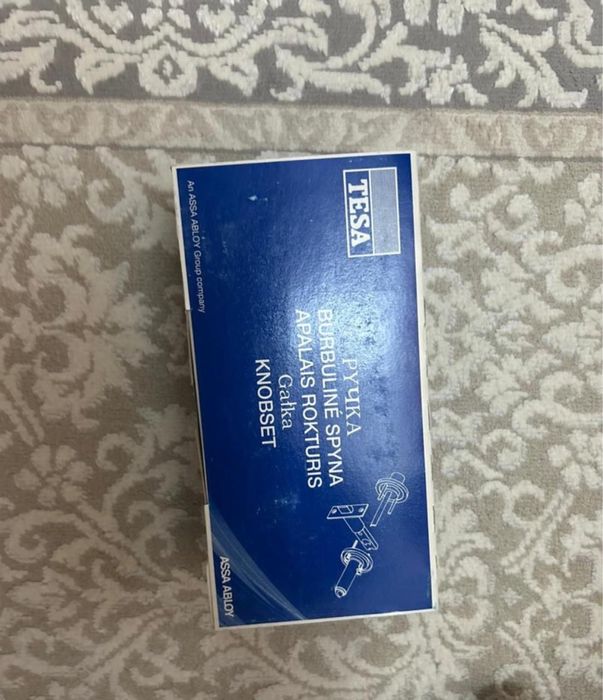 TESA
РУЧКА
BURBULINĖ SPYNA
APALAIS ROKTURIS
Gałka
KNOBSET
An ASSA ABLOY Group company
ASSA ABLOY